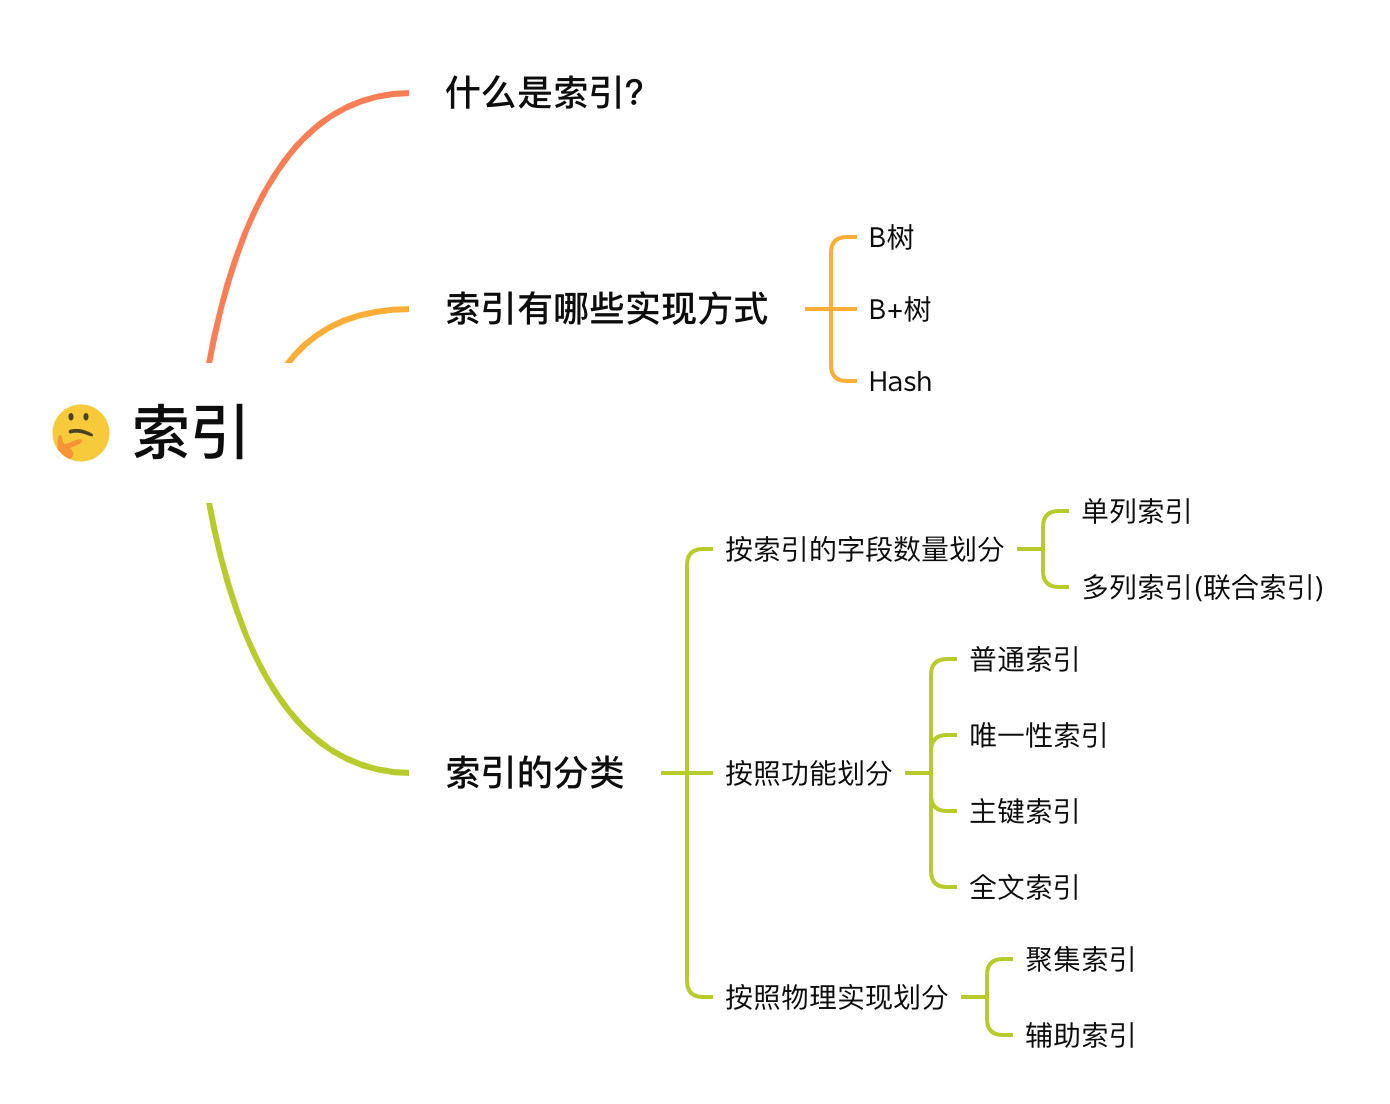 什么是索引?
索引有哪些实现方式
B树
B+树
Hash
索引
索引的分类
按索引的字段数量划分
单列索引
多列索引(联合索引)
按照功能划分
普通索引
唯一性索引
主键索引
全文索引
按照物理实现划分
聚集索引
辅助索引